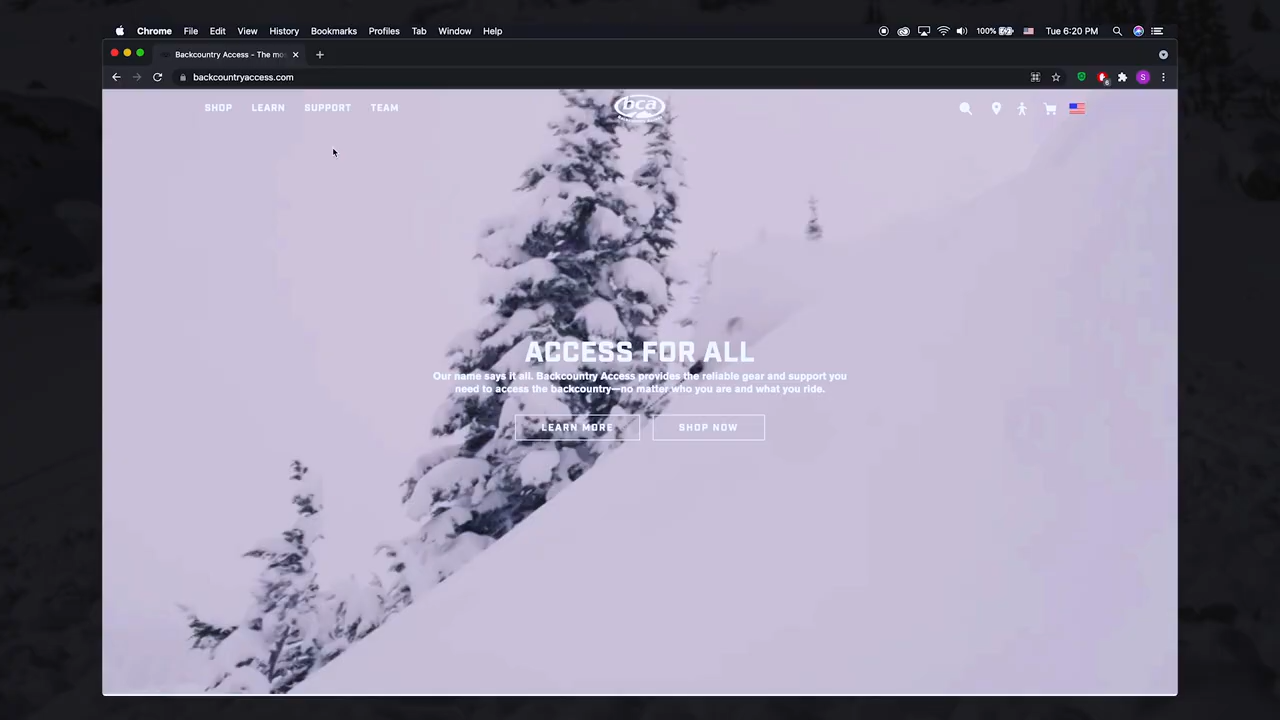 Chrome File Edit View History Bookmarks Profiles Tab Window Help 100% Tue 6:20 PM
Backcountry Access - The mo
backcountryaccess.com
S
SHOP LEARN SUPPORT TEAM
bca
ACCESS FOR ALL
Our name says it all. Backcountry Access provides the reliable gear and support you
need to access the backcountry—no matter who you are and what you ride.
LEARN MORE SHOP NOW